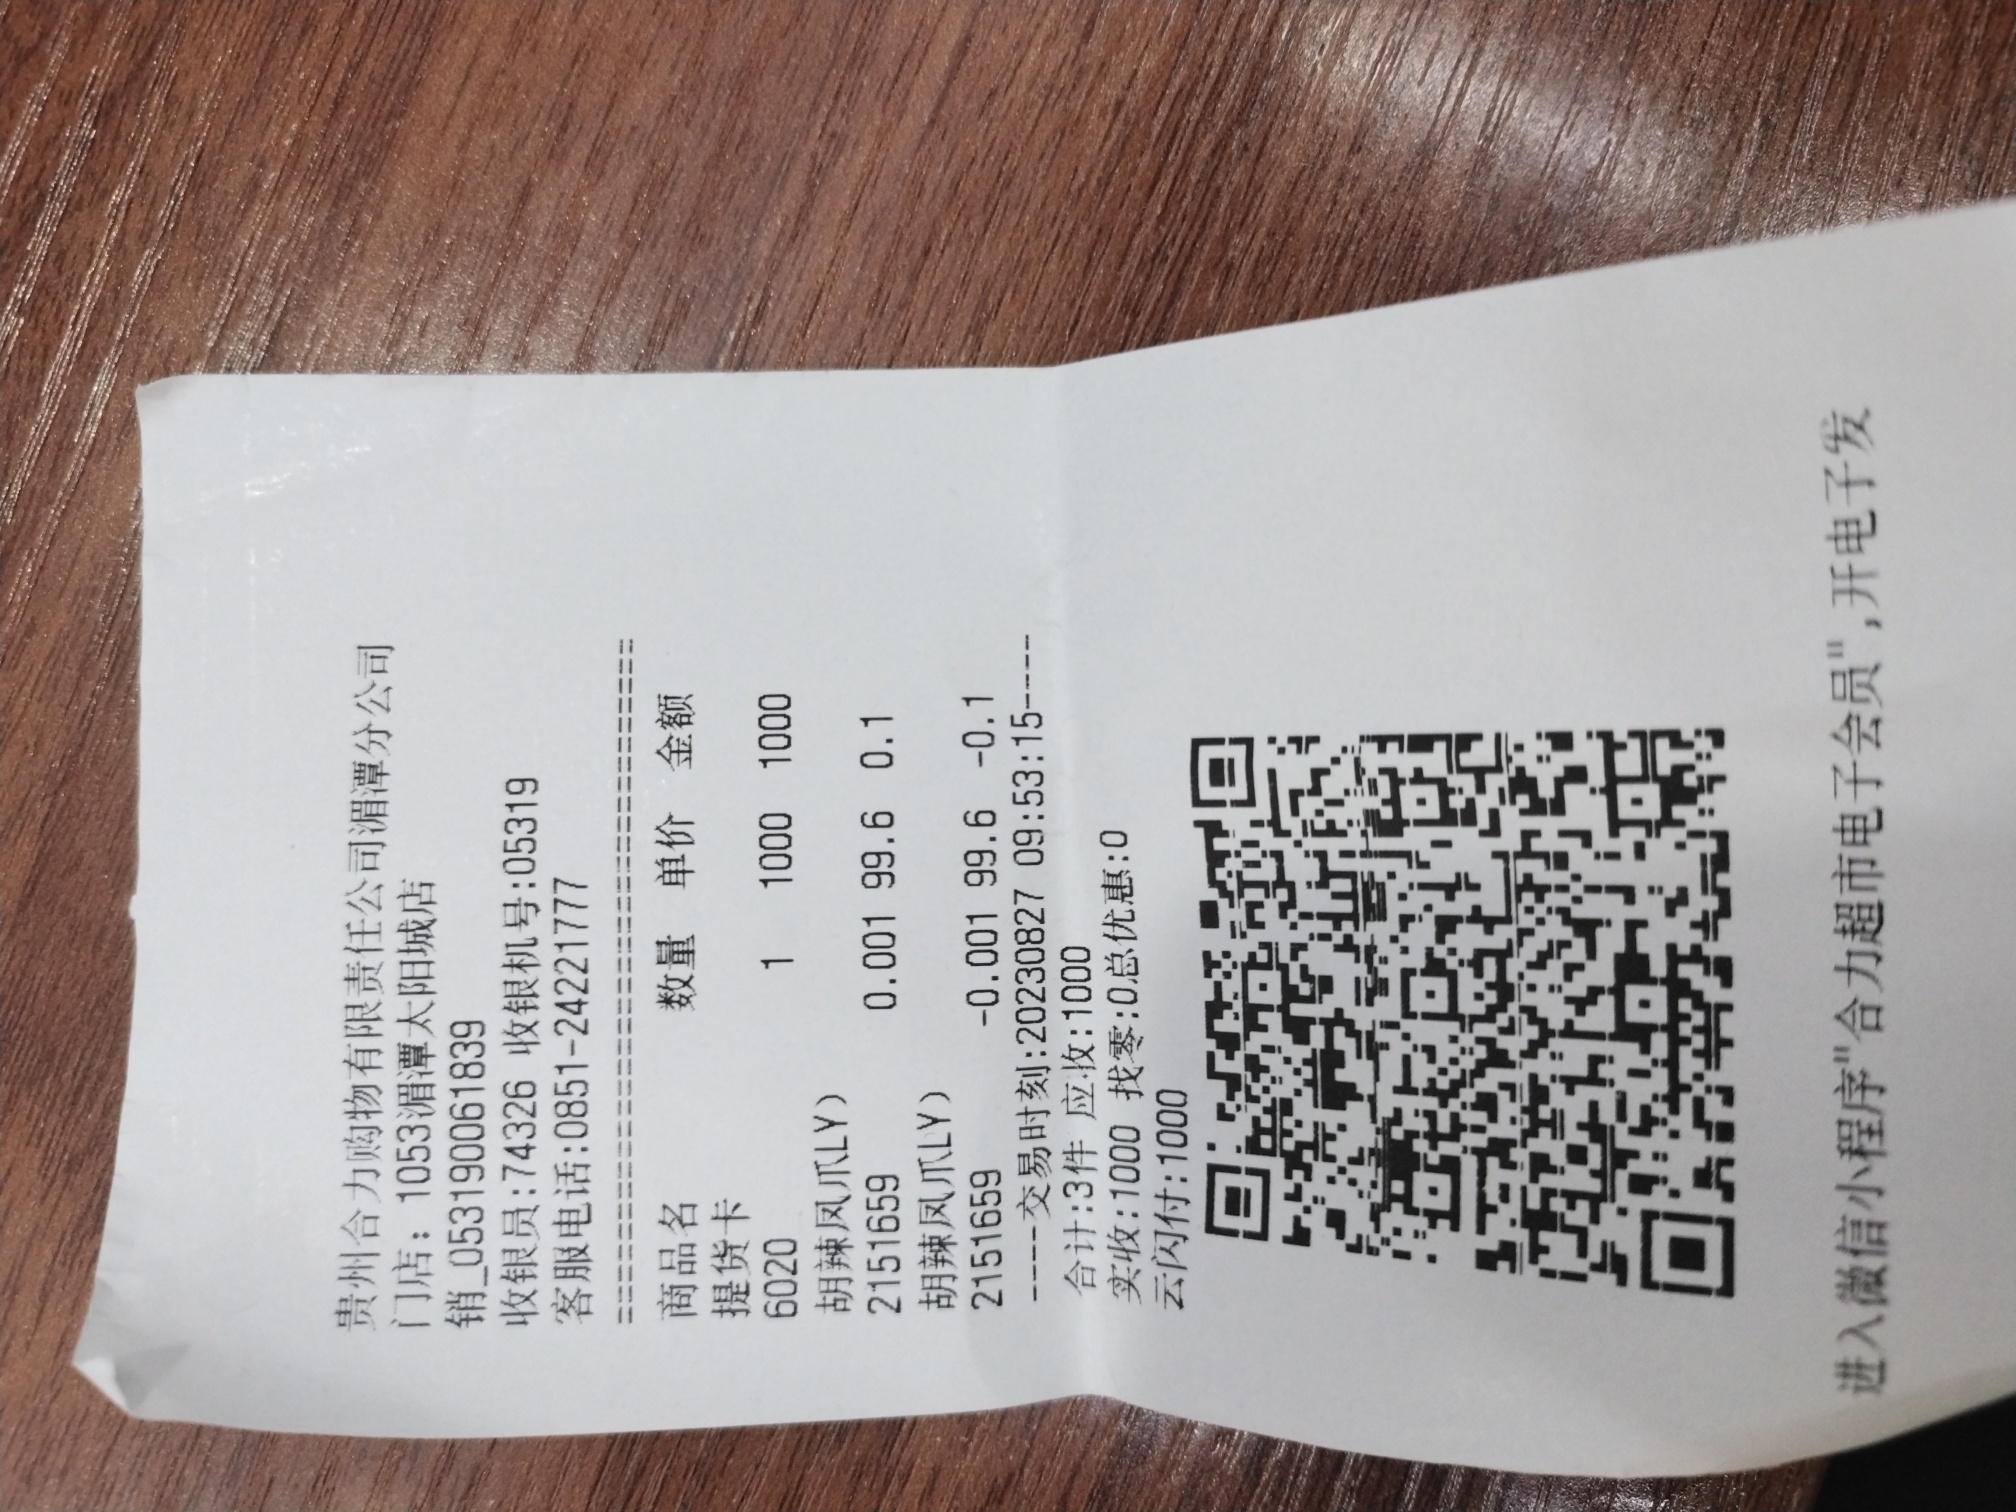 贵州合力购物有限责任公司湄潭分公司
门店: 1053湄潭太阳城店
销_053190061839
收银员:74326 收银机号:05319
客服电话:0851-24221777
========================================
商品名 数量 单价 金额
提货卡
6020 1 1000 1000
胡辣凤爪LY)
2151659 0.001 99.6 0.1
胡辣凤爪LY)
2151659 -0.001 99.6 -0.1
-----交易时刻:20230827 09:53:15-----
合计:3件 应收:1000
实收:1000 找零:0总优惠:0
云闪付:1000
进入微信小程序"合力超市电子会员",开电子发